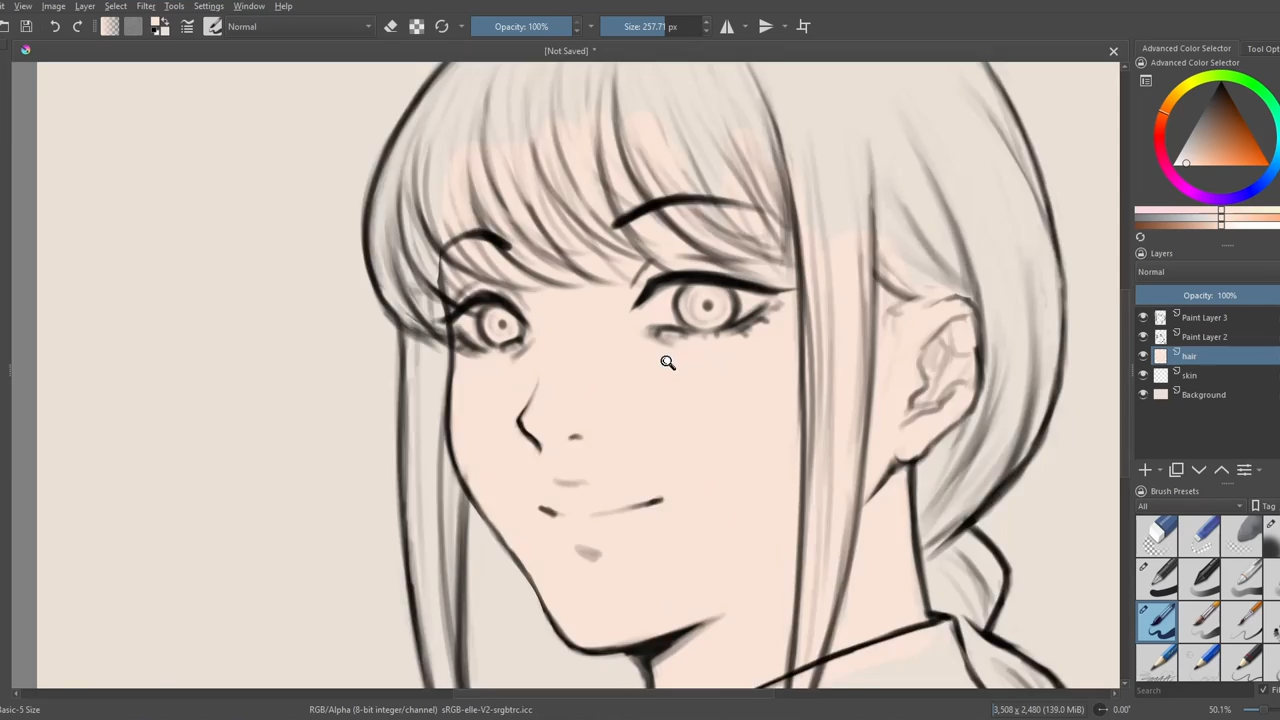 it View Image Layer Select Filter Tools Settings Window Help
Normal Opacity: 100% Size: 257.71 px
[Not Saved] *
Advanced Color Selector Tool Opt
Advanced Color Selector
Layers
Normal
Opacity: 100%
Paint Layer 3
Paint Layer 2
hair
skin
Background
Brush Presets
All Tag
Search Fil
Basic-5 Size RGB/Alpha (8-bit integer/channel) sRGB-elle-V2-srgbtrc.icc 3,508 x 2,480 (139.0 MiB) 0.00° 50.1%